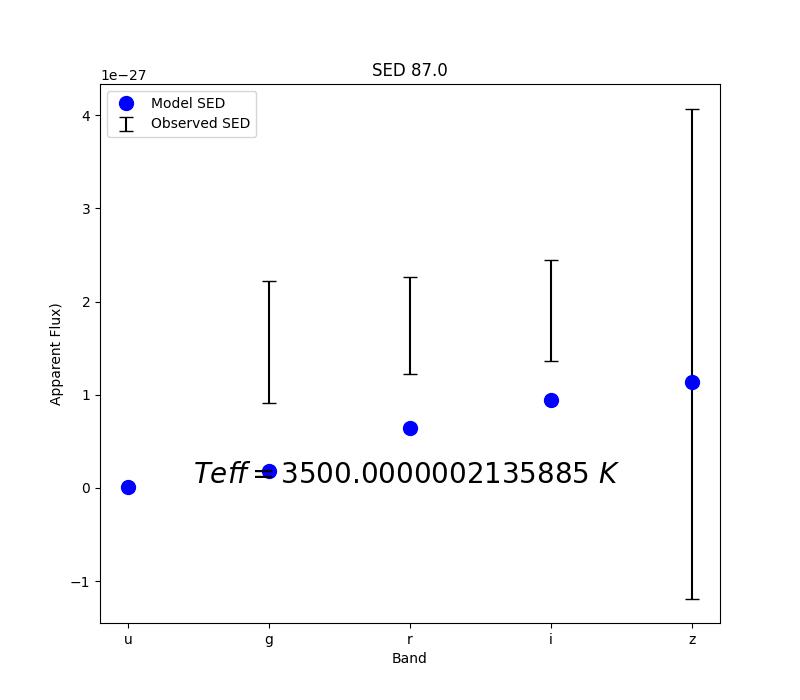 SED 87.0
1e−27
Model SED
Observed SED
4
3
2
1
0
−1
Apparent Flux)
Teff = 3500.0000002135885 K
u g r i z
Band